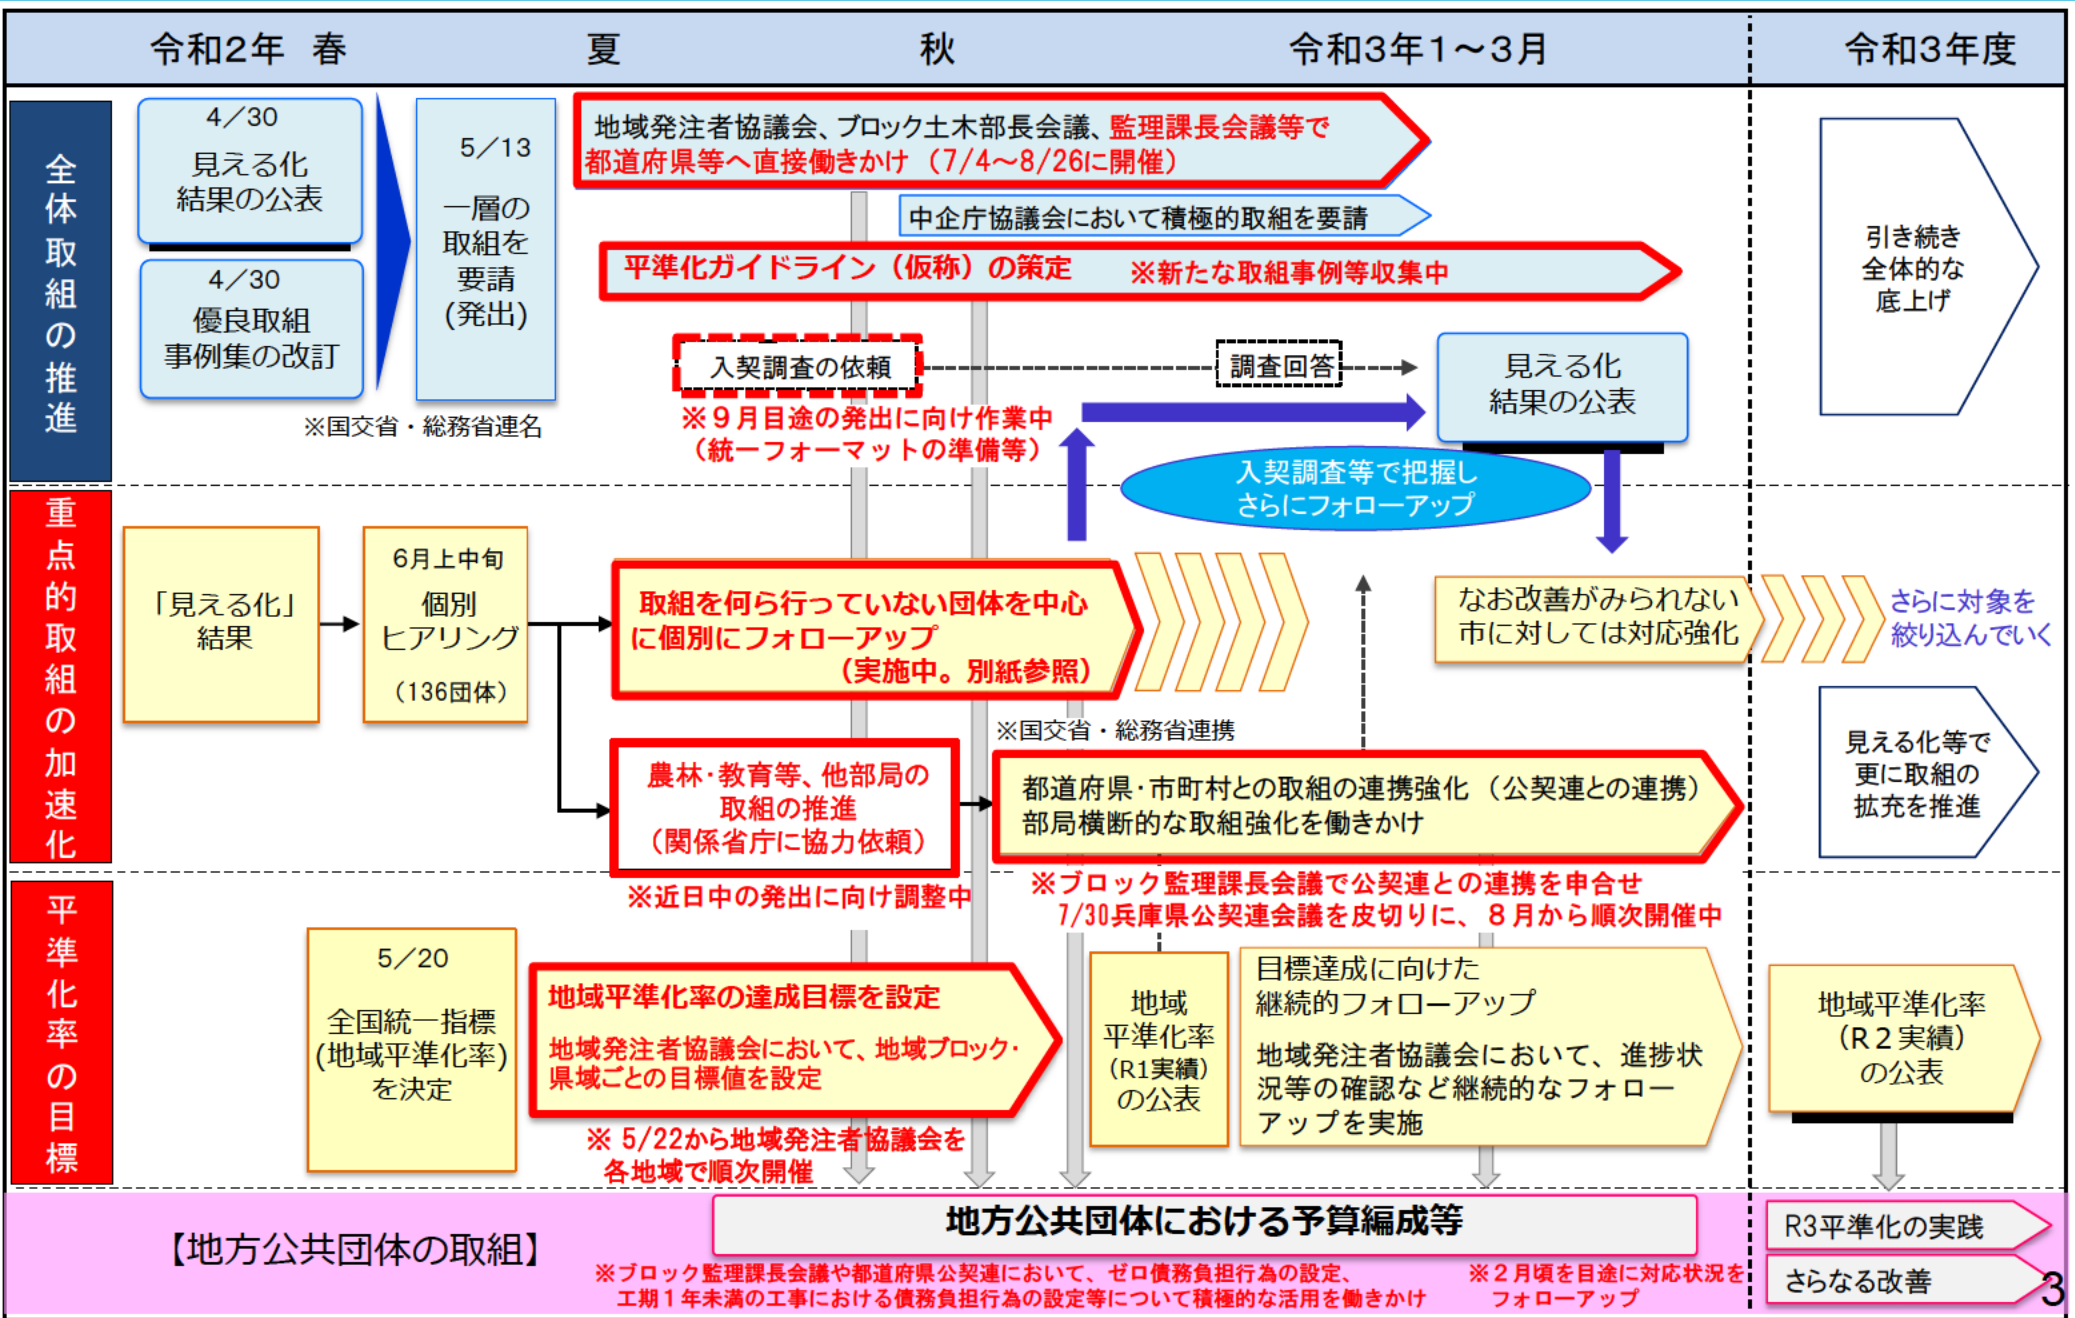 令和2年 春
夏
秋
令和3年1～3月
令和3年度
全体取組の推進
4／30
見える化
結果の公表
4／30
優良取組
事例集の改訂
5／13
一層の
取組を
要請
(発出)
※国交省・総務省連名
地域発注者協議会、ブロック土木部長会議、監理課長会議等で
都道府県等へ直接働きかけ（7/4～8/26に開催）
中企庁協議会において積極的取組を要請
平準化ガイドライン（仮称）の策定　※新たな取組事例等収集中
入契調査の依頼
調査回答
※９月目途の発出に向け作業中
（統一フォーマットの準備等）
見える化
結果の公表
入契調査等で把握し
さらにフォローアップ
引き続き
全体的な
底上げ
重点的取組の加速化
「見える化」
結果
6月上中旬
個別
ヒアリング
（136団体）
取組を何ら行っていない団体を中心
に個別にフォローアップ
（実施中。別紙参照）
なお改善がみられない
市に対しては対応強化
さらに対象を
絞り込んでいく
※国交省・総務省連携
農林・教育等、他部局の
取組の推進
（関係省庁に協力依頼）
※近日中の発出に向け調整中
都道府県・市町村との取組の連携強化（公契連との連携）
部局横断的な取組強化を働きかけ
※ブロック監理課長会議で公契連との連携を申合せ
7/30兵庫県公契連会議を皮切りに、８月から順次開催中
見える化等で
更に取組の
拡充を推進
平準化率の目標
5／20
全国統一指標
(地域平準化率)
を決定
地域平準化率の達成目標を設定
地域発注者協議会において、地域ブロック・
県域ごとの目標値を設定
※ 5/22から地域発注者協議会を
各地域で順次開催
地域
平準化率
(R1実績)
の公表
目標達成に向けた
継続的フォローアップ
地域発注者協議会において、進捗状
況等の確認など継続的なフォロー
アップを実施
地域平準化率
（R２実績）
の公表
【地方公共団体の取組】
地方公共団体における予算編成等
※ブロック監理課長会議や都道府県公契連において、ゼロ債務負担行為の設定、
工期１年未満の工事における債務負担行為の設定等について積極的な活用を働きかけ
※２月頃を目途に対応状況を
フォローアップ
R3平準化の実践
さらなる改善
3